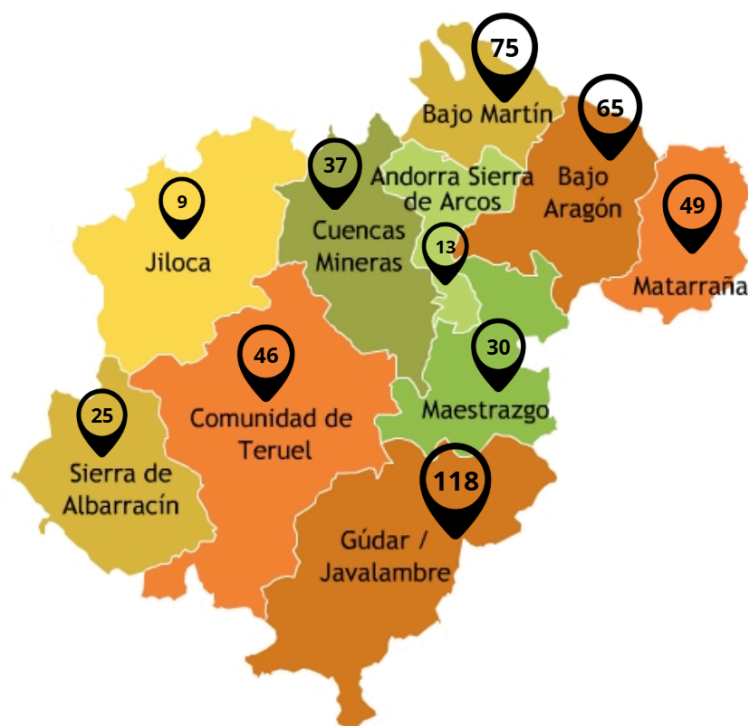 75
Bajo Martín
65
37
Andorra Sierra
de Arcos
Bajo
Aragón
9
49
Cuencas
Mineras
13
Jiloca
Matarraña
46
30
25
Comunidad de
Teruel
Maestrazgo
Sierra de
Albarracín
118
Gúdar /
Javalambre